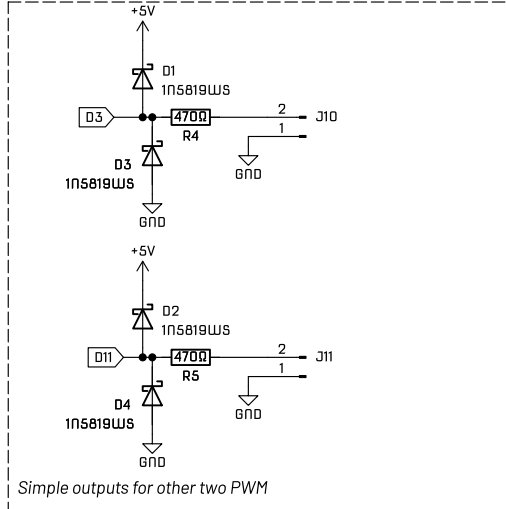 +5V
D1
1N5819WS
D3
470Ω
R4
2
J10
1
GND
D3
1N5819WS
GND
+5V
D2
1N5819WS
D11
470Ω
R5
2
J11
1
GND
D4
1N5819WS
GND
Simple outputs for other two PWM